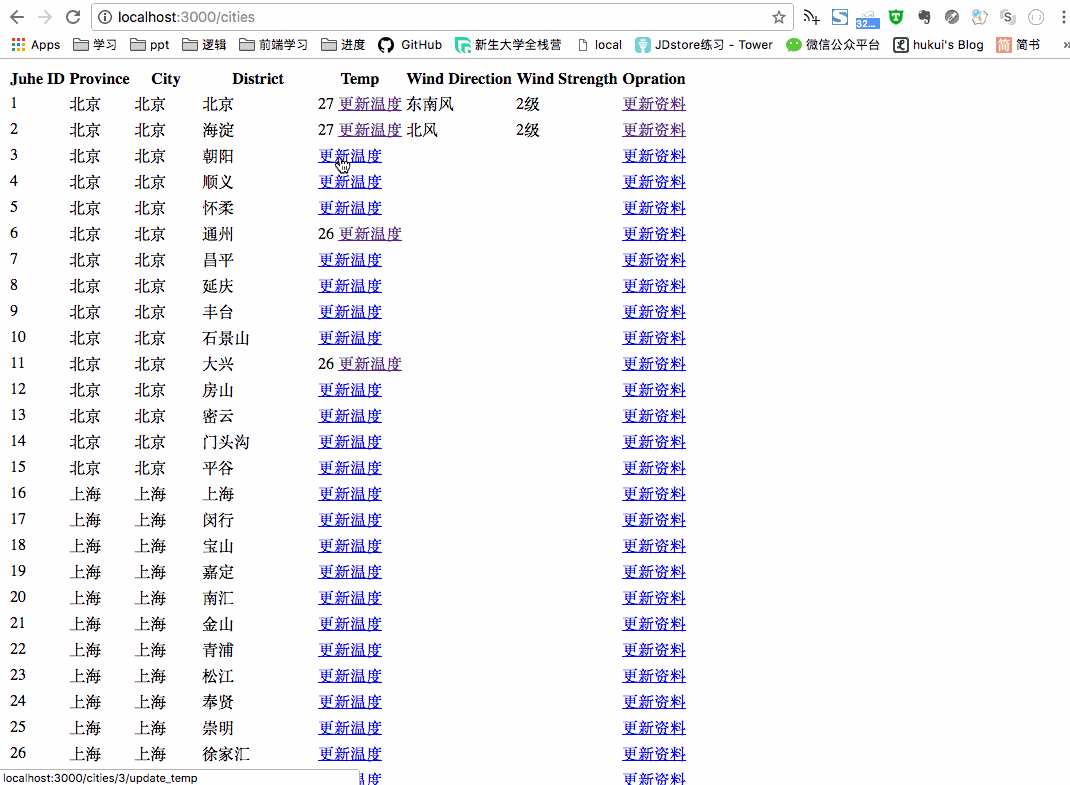 localhost:3000/cities
32...
Apps 学习 ppt 逻辑 前端学习 进度 GitHub 新生大学全栈营 local JDstore练习 - Tower 微信公众平台 hukui's Blog 简 简书 »
Juhe ID Province City District Temp Wind Direction Wind Strength Opration
1 北京 北京 北京 27 更新温度 东南风 2级 更新资料
2 北京 北京 海淀 27 更新温度 北风 2级 更新资料
3 北京 北京 朝阳 更新温度 更新资料
4 北京 北京 顺义 更新温度 更新资料
5 北京 北京 怀柔 更新温度 更新资料
6 北京 北京 通州 26 更新温度 更新资料
7 北京 北京 昌平 更新温度 更新资料
8 北京 北京 延庆 更新温度 更新资料
9 北京 北京 丰台 更新温度 更新资料
10 北京 北京 石景山 更新温度 更新资料
11 北京 北京 大兴 26 更新温度 更新资料
12 北京 北京 房山 更新温度 更新资料
13 北京 北京 密云 更新温度 更新资料
14 北京 北京 门头沟 更新温度 更新资料
15 北京 北京 平谷 更新温度 更新资料
16 上海 上海 上海 更新温度 更新资料
17 上海 上海 闵行 更新温度 更新资料
18 上海 上海 宝山 更新温度 更新资料
19 上海 上海 嘉定 更新温度 更新资料
20 上海 上海 南汇 更新温度 更新资料
21 上海 上海 金山 更新温度 更新资料
22 上海 上海 青浦 更新温度 更新资料
23 上海 上海 松江 更新温度 更新资料
24 上海 上海 奉贤 更新温度 更新资料
25 上海 上海 崇明 更新温度 更新资料
26 上海 上海 徐家汇 更新温度 更新资料
localhost:3000/cities/3/update_temp
温度 更新资料